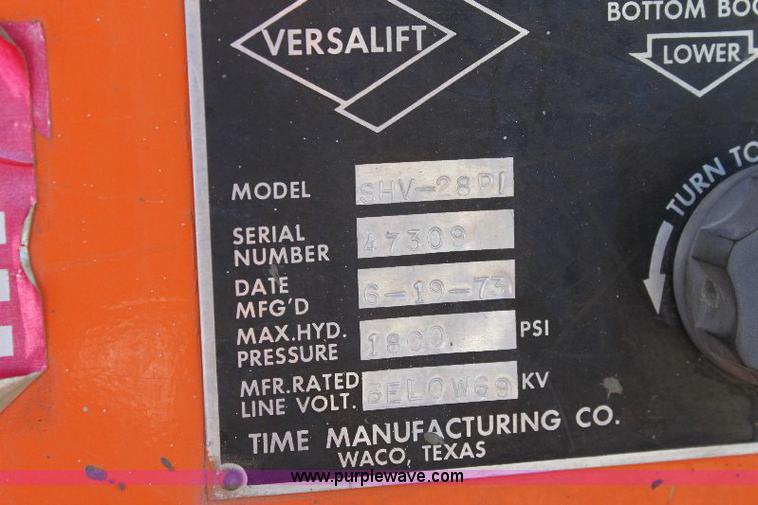 VERSALIFT
BOTTOM BOO
LOWER
TURN TO
MODEL SHV-28PI
SERIAL NUMBER 47309
DATE MFG'D 6-19-73
MAX.HYD. PRESSURE 1800 PSI
MFR.RATED LINE VOLT. BELOW69 KV
TIME MANUFACTURING CO.
WACO, TEXAS
www.purplewave.com